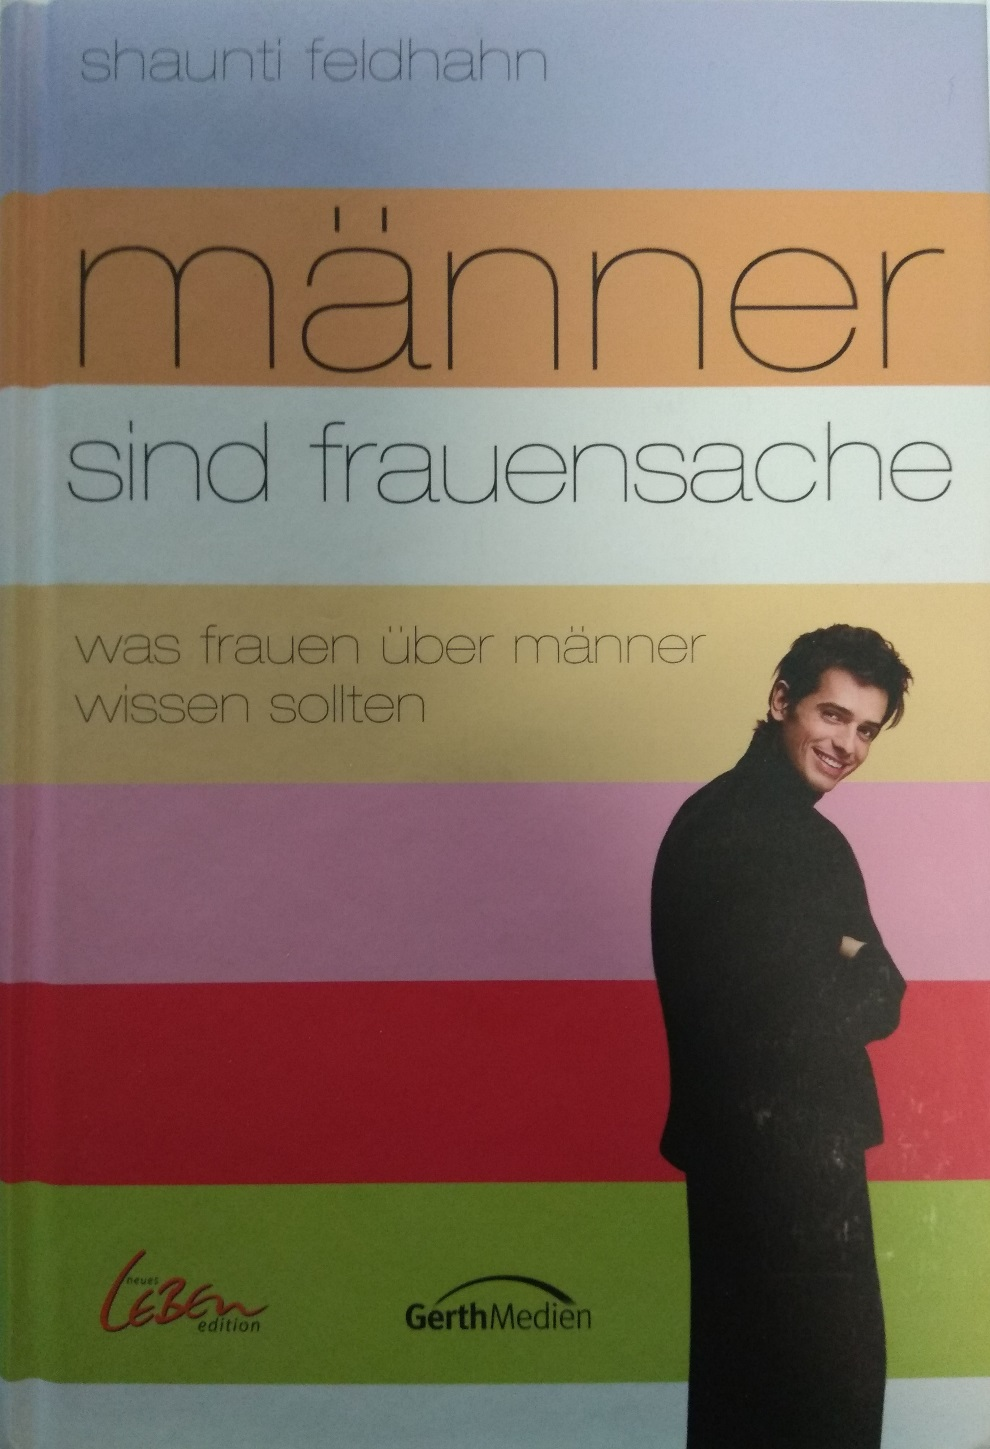 shaunti feldhahn
männer
sind frauensache
was frauen über männer
wissen sollten
neues
LEBEN
edition
GerthMedien